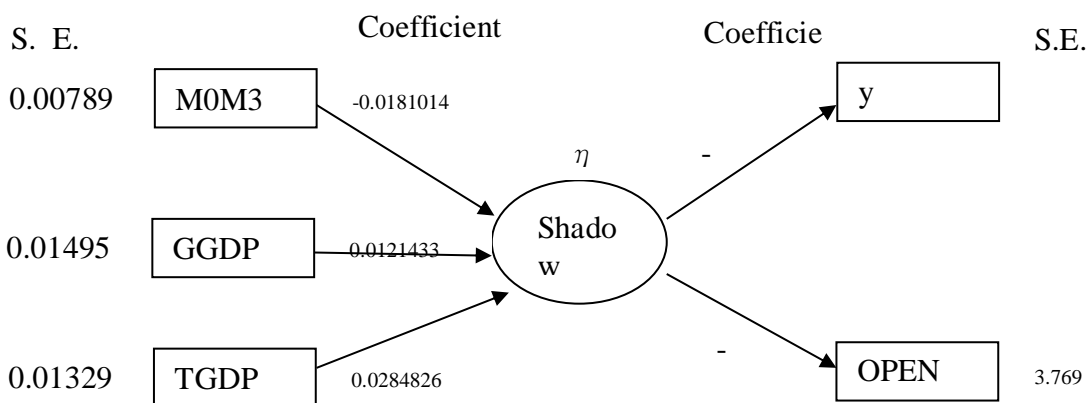 S. E. Coefficient Coefficie S.E.
0.00789 M0M3 -0.0181014 y
η -
0.01495 GGDP 0.0121433 Shado
w
-
0.01329 TGDP 0.0284826 OPEN 3.769